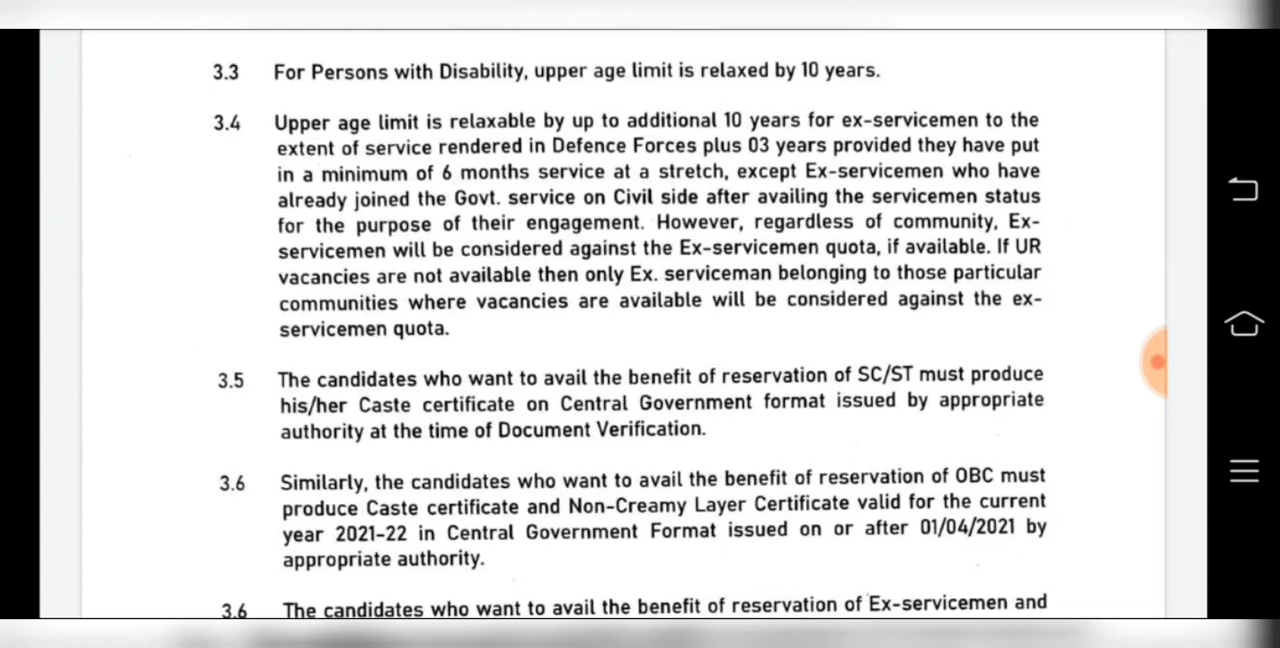 3.3 For Persons with Disability, upper age limit is relaxed by 10 years.
3.4 Upper age limit is relaxable by up to additional 10 years for ex-servicemen to the
extent of service rendered in Defence Forces plus 03 years provided they have put
in a minimum of 6 months service at a stretch, except Ex-servicemen who have
already joined the Govt. service on Civil side after availing the servicemen status
for the purpose of their engagement. However, regardless of community, Ex-
servicemen will be considered against the Ex-servicemen quota, if available. If UR
vacancies are not available then only Ex. serviceman belonging to those particular
communities where vacancies are available will be considered against the ex-
servicemen quota.
3.5 The candidates who want to avail the benefit of reservation of SC/ST must produce
his/her Caste certificate on Central Government format issued by appropriate
authority at the time of Document Verification.
3.6 Similarly, the candidates who want to avail the benefit of reservation of OBC must
produce Caste certificate and Non-Creamy Layer Certificate valid for the current
year 2021-22 in Central Government Format issued on or after 01/04/2021 by
appropriate authority.
3.6 The candidates who want to avail the benefit of reservation of Ex-servicemen and